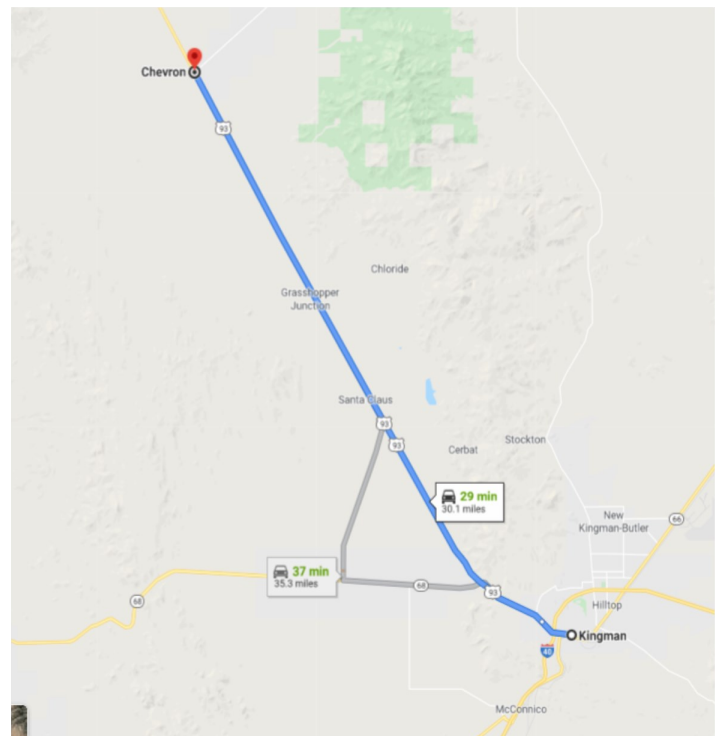 Chevron
93
Chloride
Grasshopper
Junction
Santa Claus
93
93
Cerbat
Stockton
29 min
30.1 miles
New
Kingman-Butler
66
37 min
35.3 miles
68
68
93
Hilltop
Kingman
40
McConnico